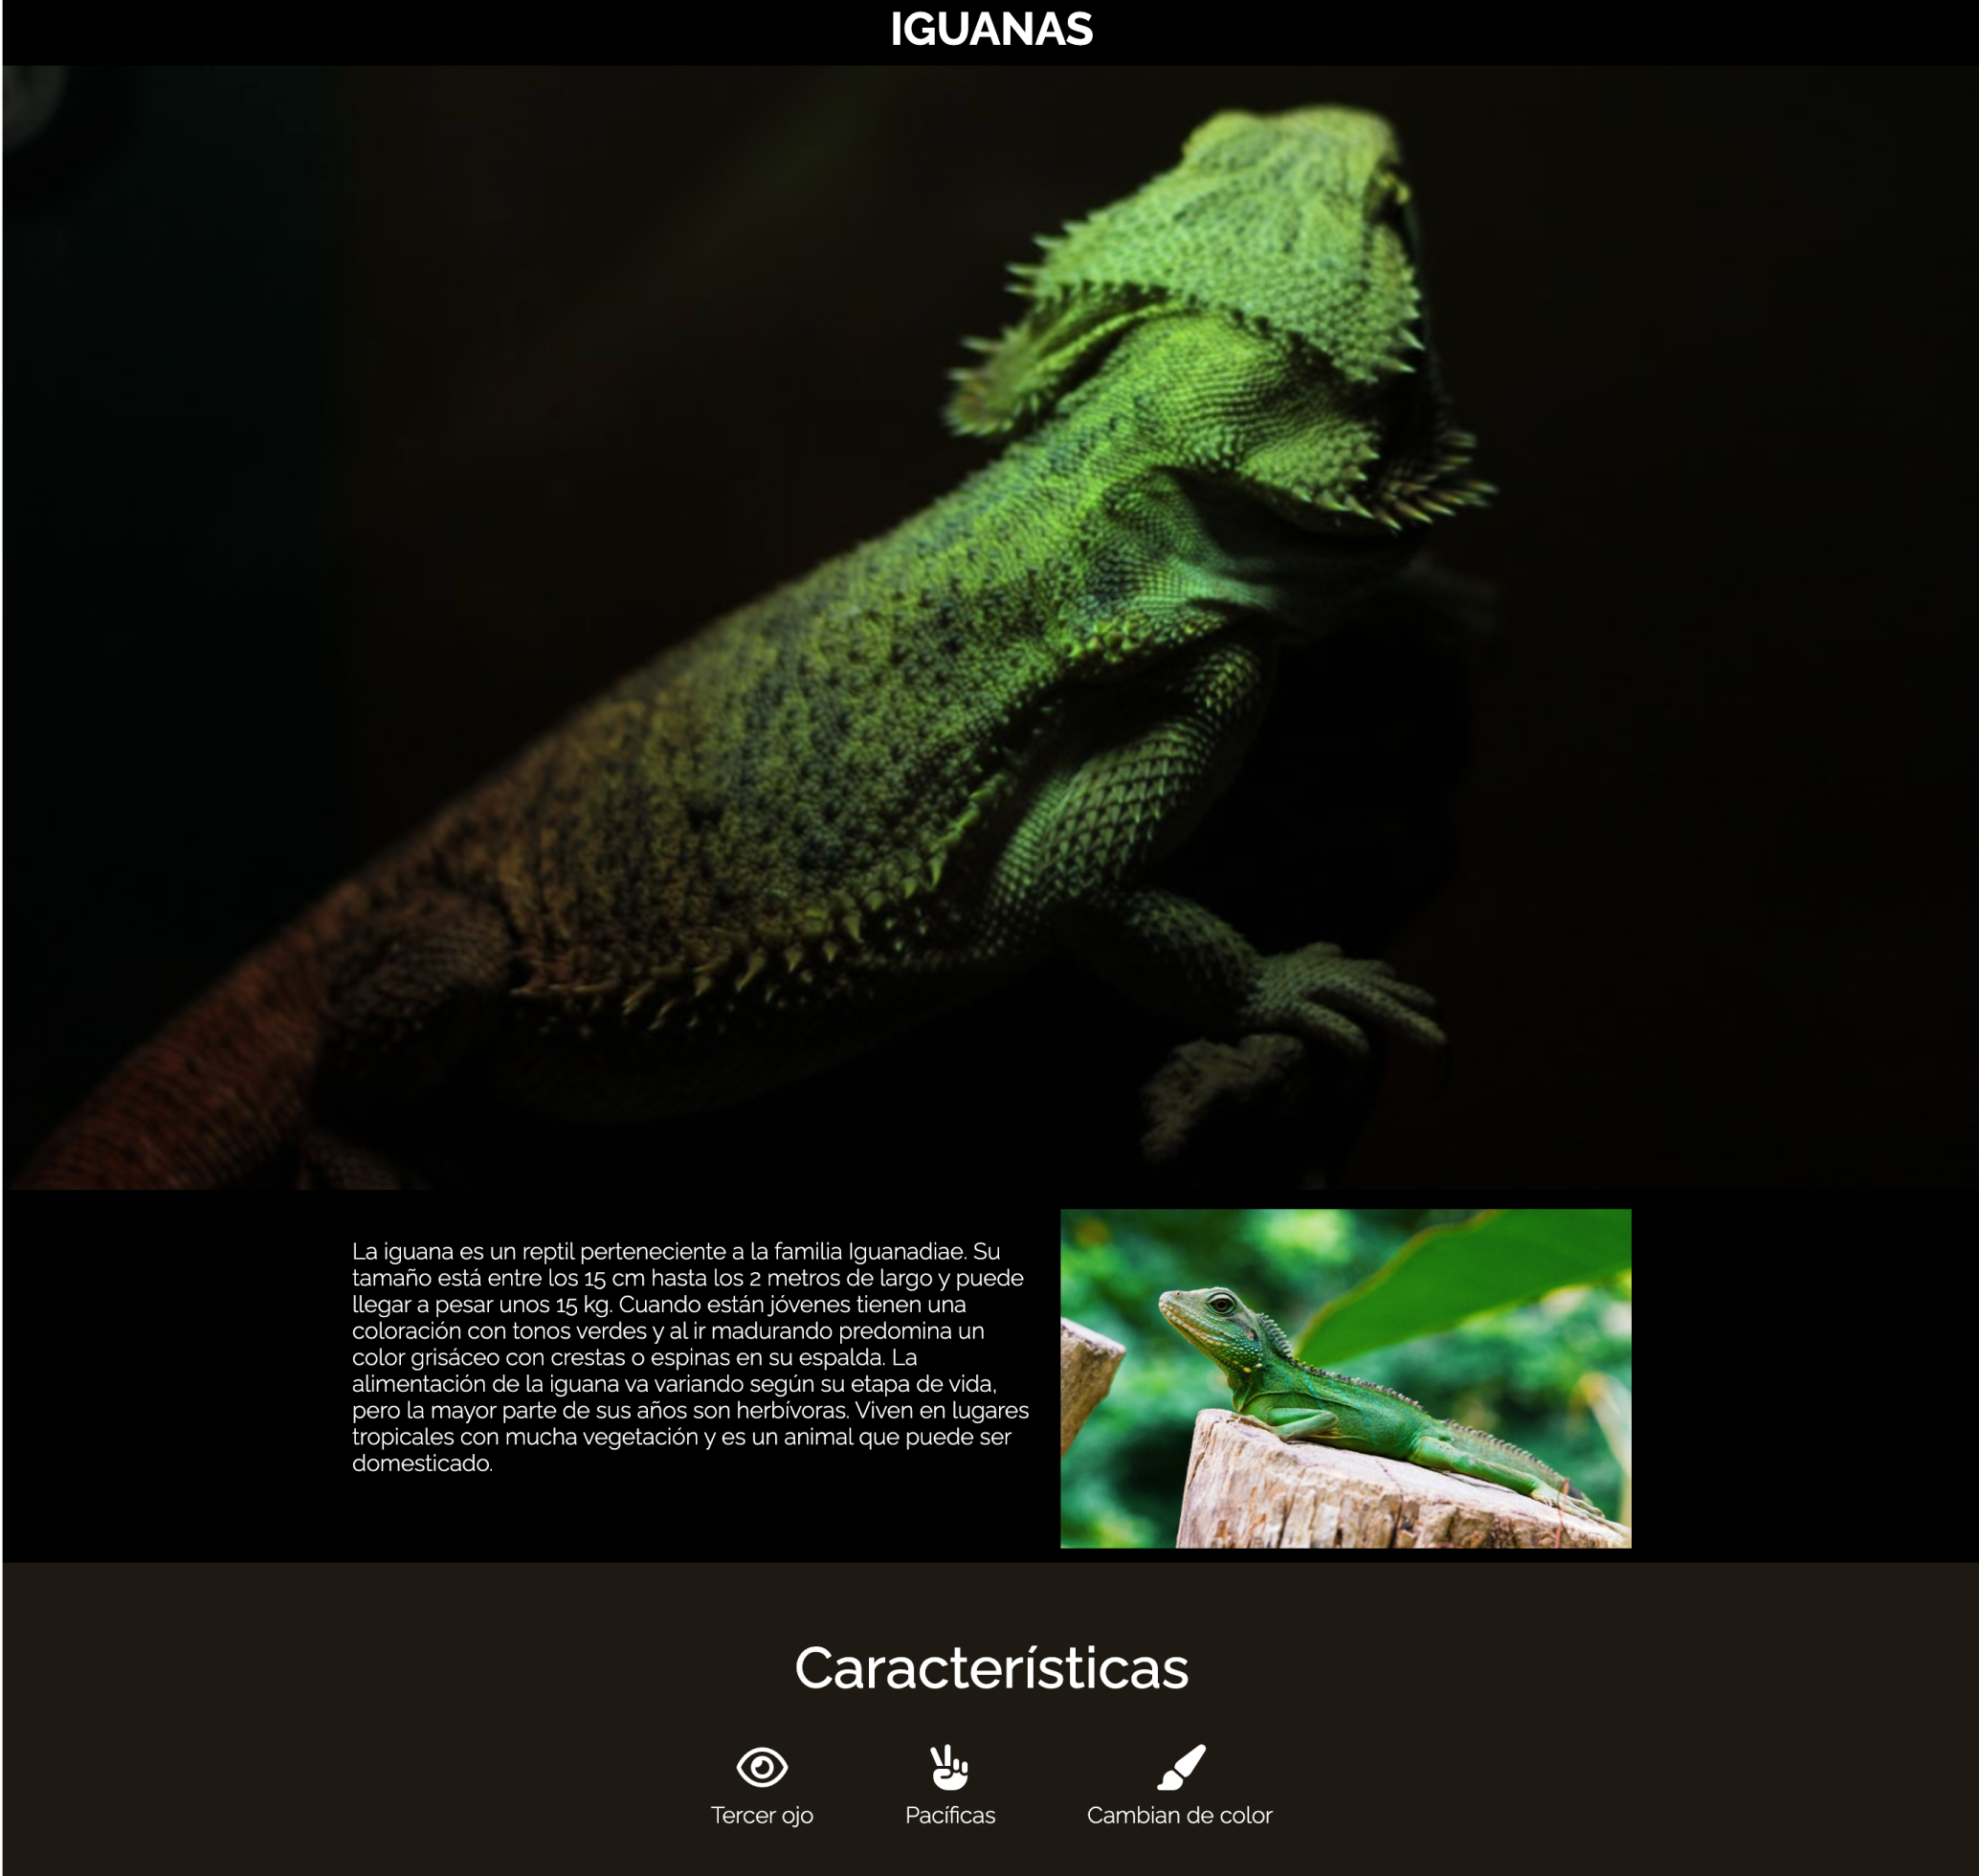 IGUANAS
La iguana es un reptil perteneciente a la familia Iguanadiae. Su
tamaño está entre los 15 cm hasta los 2 metros de largo y puede
llegar a pesar unos 15 kg. Cuando están jóvenes tienen una
coloración con tonos verdes y al ir madurando predomina un
color grisáceo con crestas o espinas en su espalda. La
alimentación de la iguana va variando según su etapa de vida,
pero la mayor parte de sus años son herbívoras. Viven en lugares
tropicales con mucha vegetación y es un animal que puede ser
domesticado.
Características
Tercer ojo
Pacíficas
Cambian de color